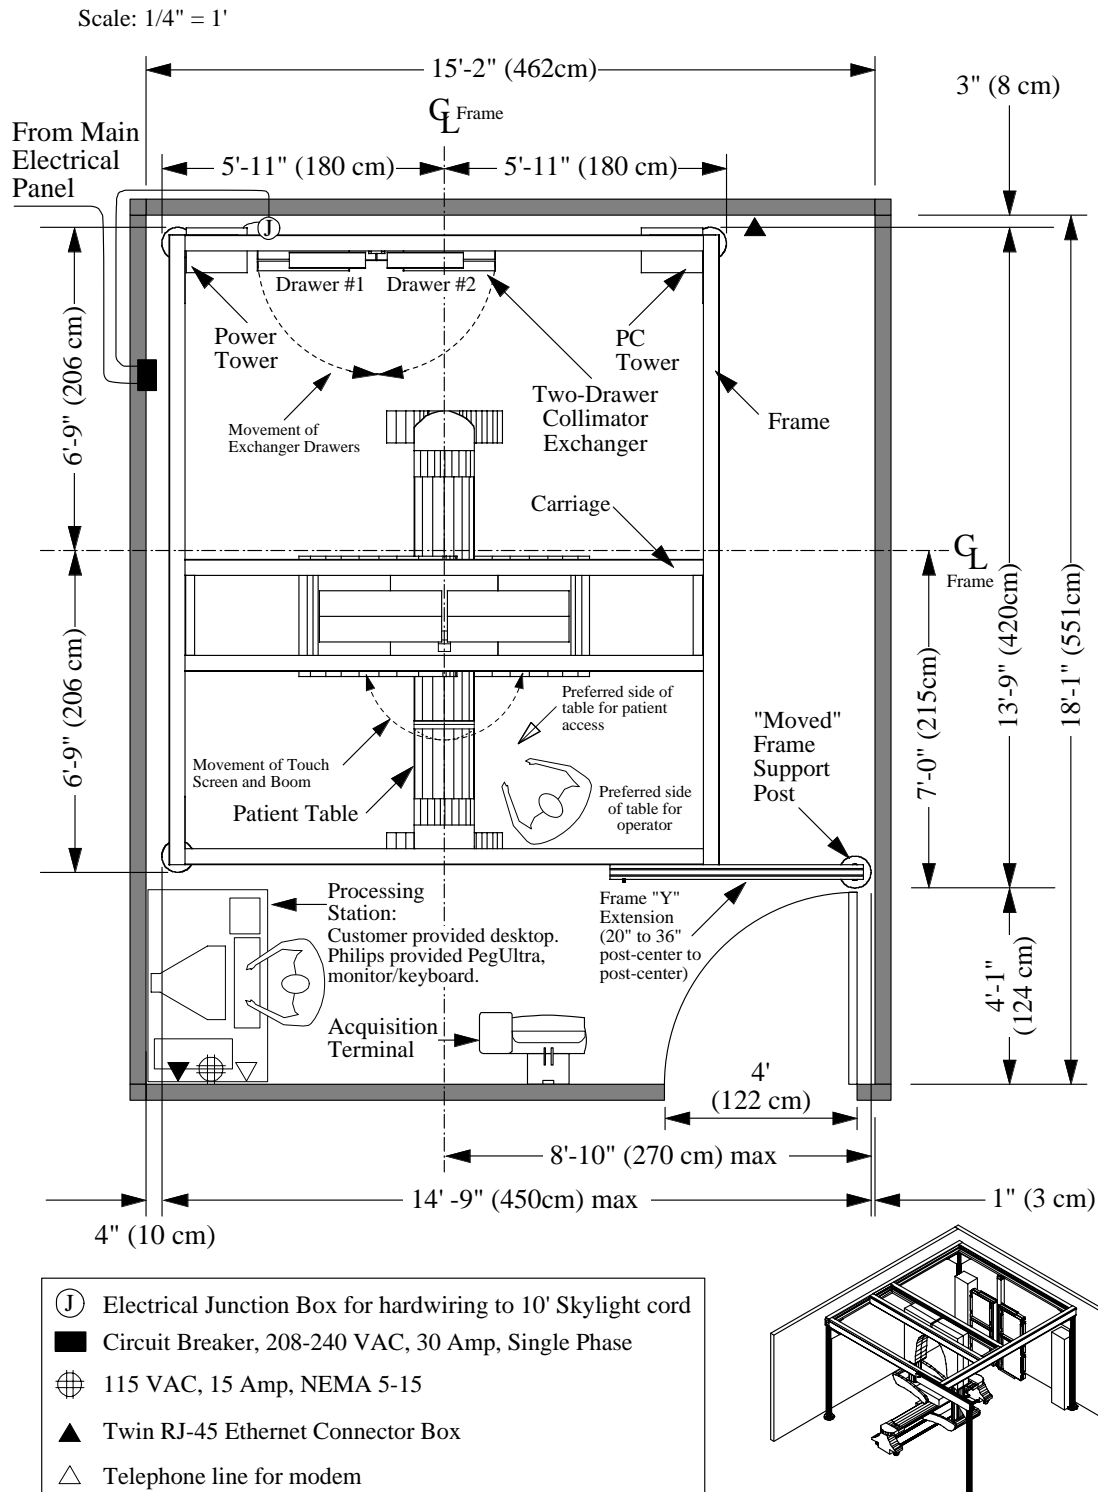 Scale: 1/4" = 1'
15'-2" (462cm)
3" (8 cm)
CL Frame
From Main
Electrical
Panel
5'-11" (180 cm)
5'-11" (180 cm)
J
Drawer #1
Drawer #2
Power
Tower
PC
Tower
6'-9" (206 cm)
Two-Drawer
Collimator
Exchanger
Frame
Movement of
Exchanger Drawers
Carriage
CL
Frame
13'-9" (420cm)
18'-1" (551cm)
7'-0" (215cm)
6'-9" (206 cm)
Preferred side of
table for patient
access
"Moved"
Frame
Support
Post
Movement of Touch
Screen and Boom
Patient Table
Preferred side
of table for
operator
Processing
Station:
Customer provided desktop.
Philips provided PegUltra,
monitor/keyboard.
Frame "Y"
Extension
(20" to 36"
post-center to
post-center)
4'-1"
(124 cm)
Acquisition
Terminal
4'
(122 cm)
8'-10" (270 cm) max
14' -9" (450cm) max
1" (3 cm)
4" (10 cm)
J Electrical Junction Box for hardwiring to 10' Skylight cord
Circuit Breaker, 208-240 VAC, 30 Amp, Single Phase
115 VAC, 15 Amp, NEMA 5-15
Twin RJ-45 Ethernet Connector Box
Telephone line for modem